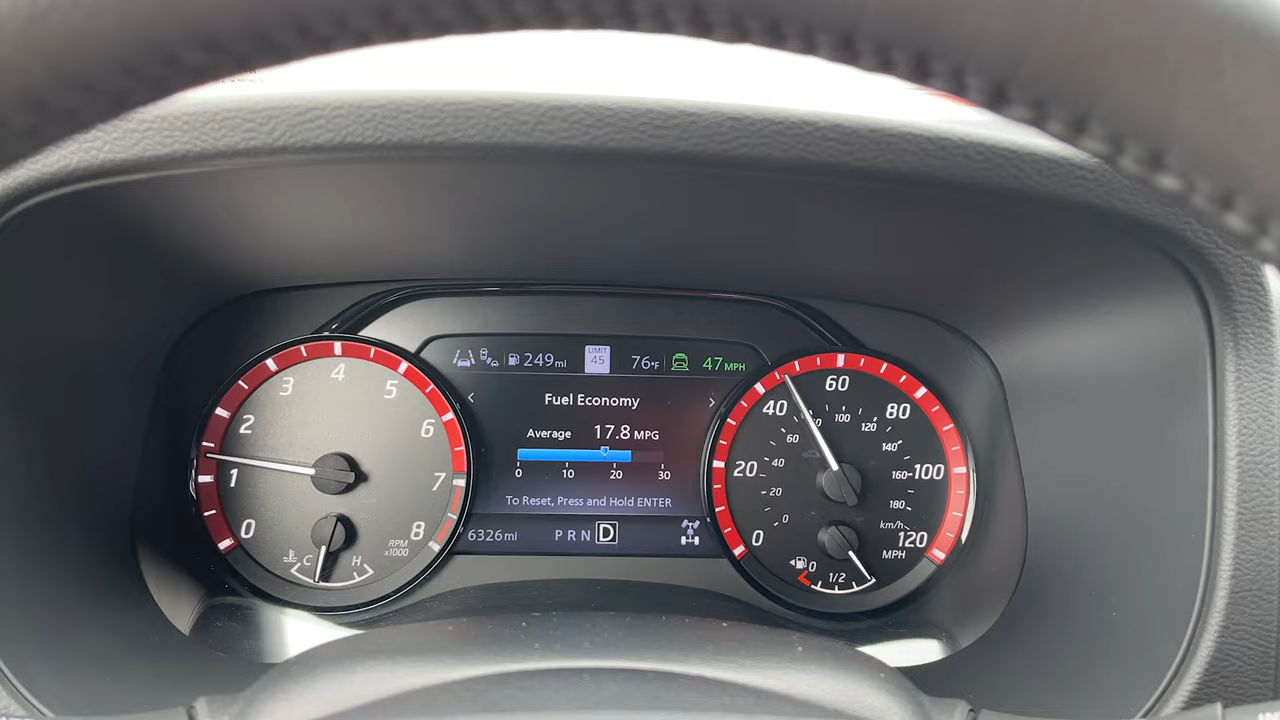 249mi
LIMIT
45
76°F
47 MPH
< Fuel Economy >
Average 17.8 MPG
0 10 20 30
To Reset, Press and Hold ENTER
6326mi
P R N D
0
1
2
3
4
5
6
7
8
RPM
x1000
C H
0
20
40
60
80
100
120
0
20
40
60
100
120
140
160
180
km/h
MPH
0 1/2